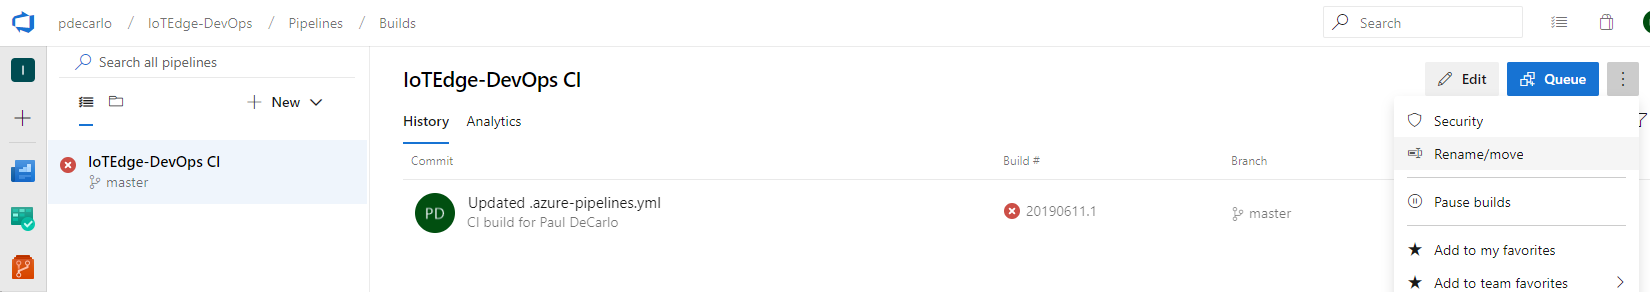 pdecarlo / IoTEdge-DevOps / Pipelines / Builds
Search
I
Search all pipelines
New
IoTEdge-DevOps CI
master
IoTEdge-DevOps CI
Edit
Queue
History Analytics
Commit Build # Branch
PD
Updated .azure-pipelines.yml
CI build for Paul DeCarlo
20190611.1
master
Security
Rename/move
Pause builds
Add to my favorites
Add to team favorites